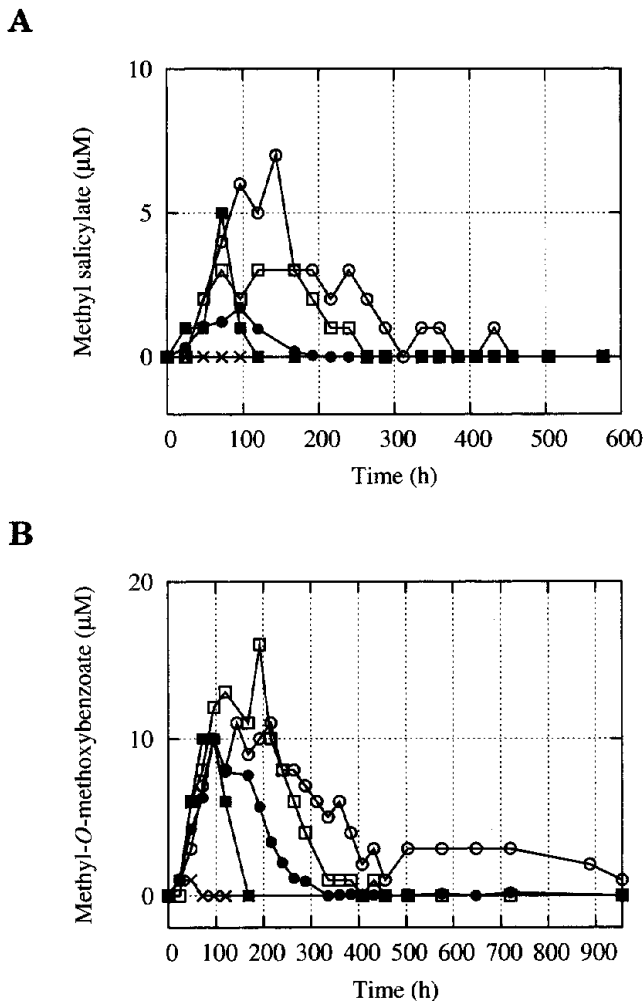 A
Methyl salicylate (µM)
10
5
0
0 100 200 300 400 500 600
Time (h)
B
Methyl-O-methoxybenzoate (µM)
20
10
0
0 100 200 300 400 500 600 700 800 900
Time (h)